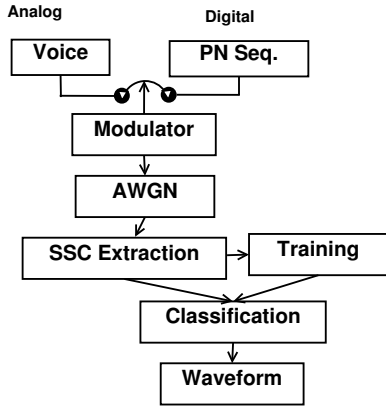 Analog
Digital
Voice
PN Seq.
Modulator
AWGN
SSC Extraction
Training
Classification
Waveform